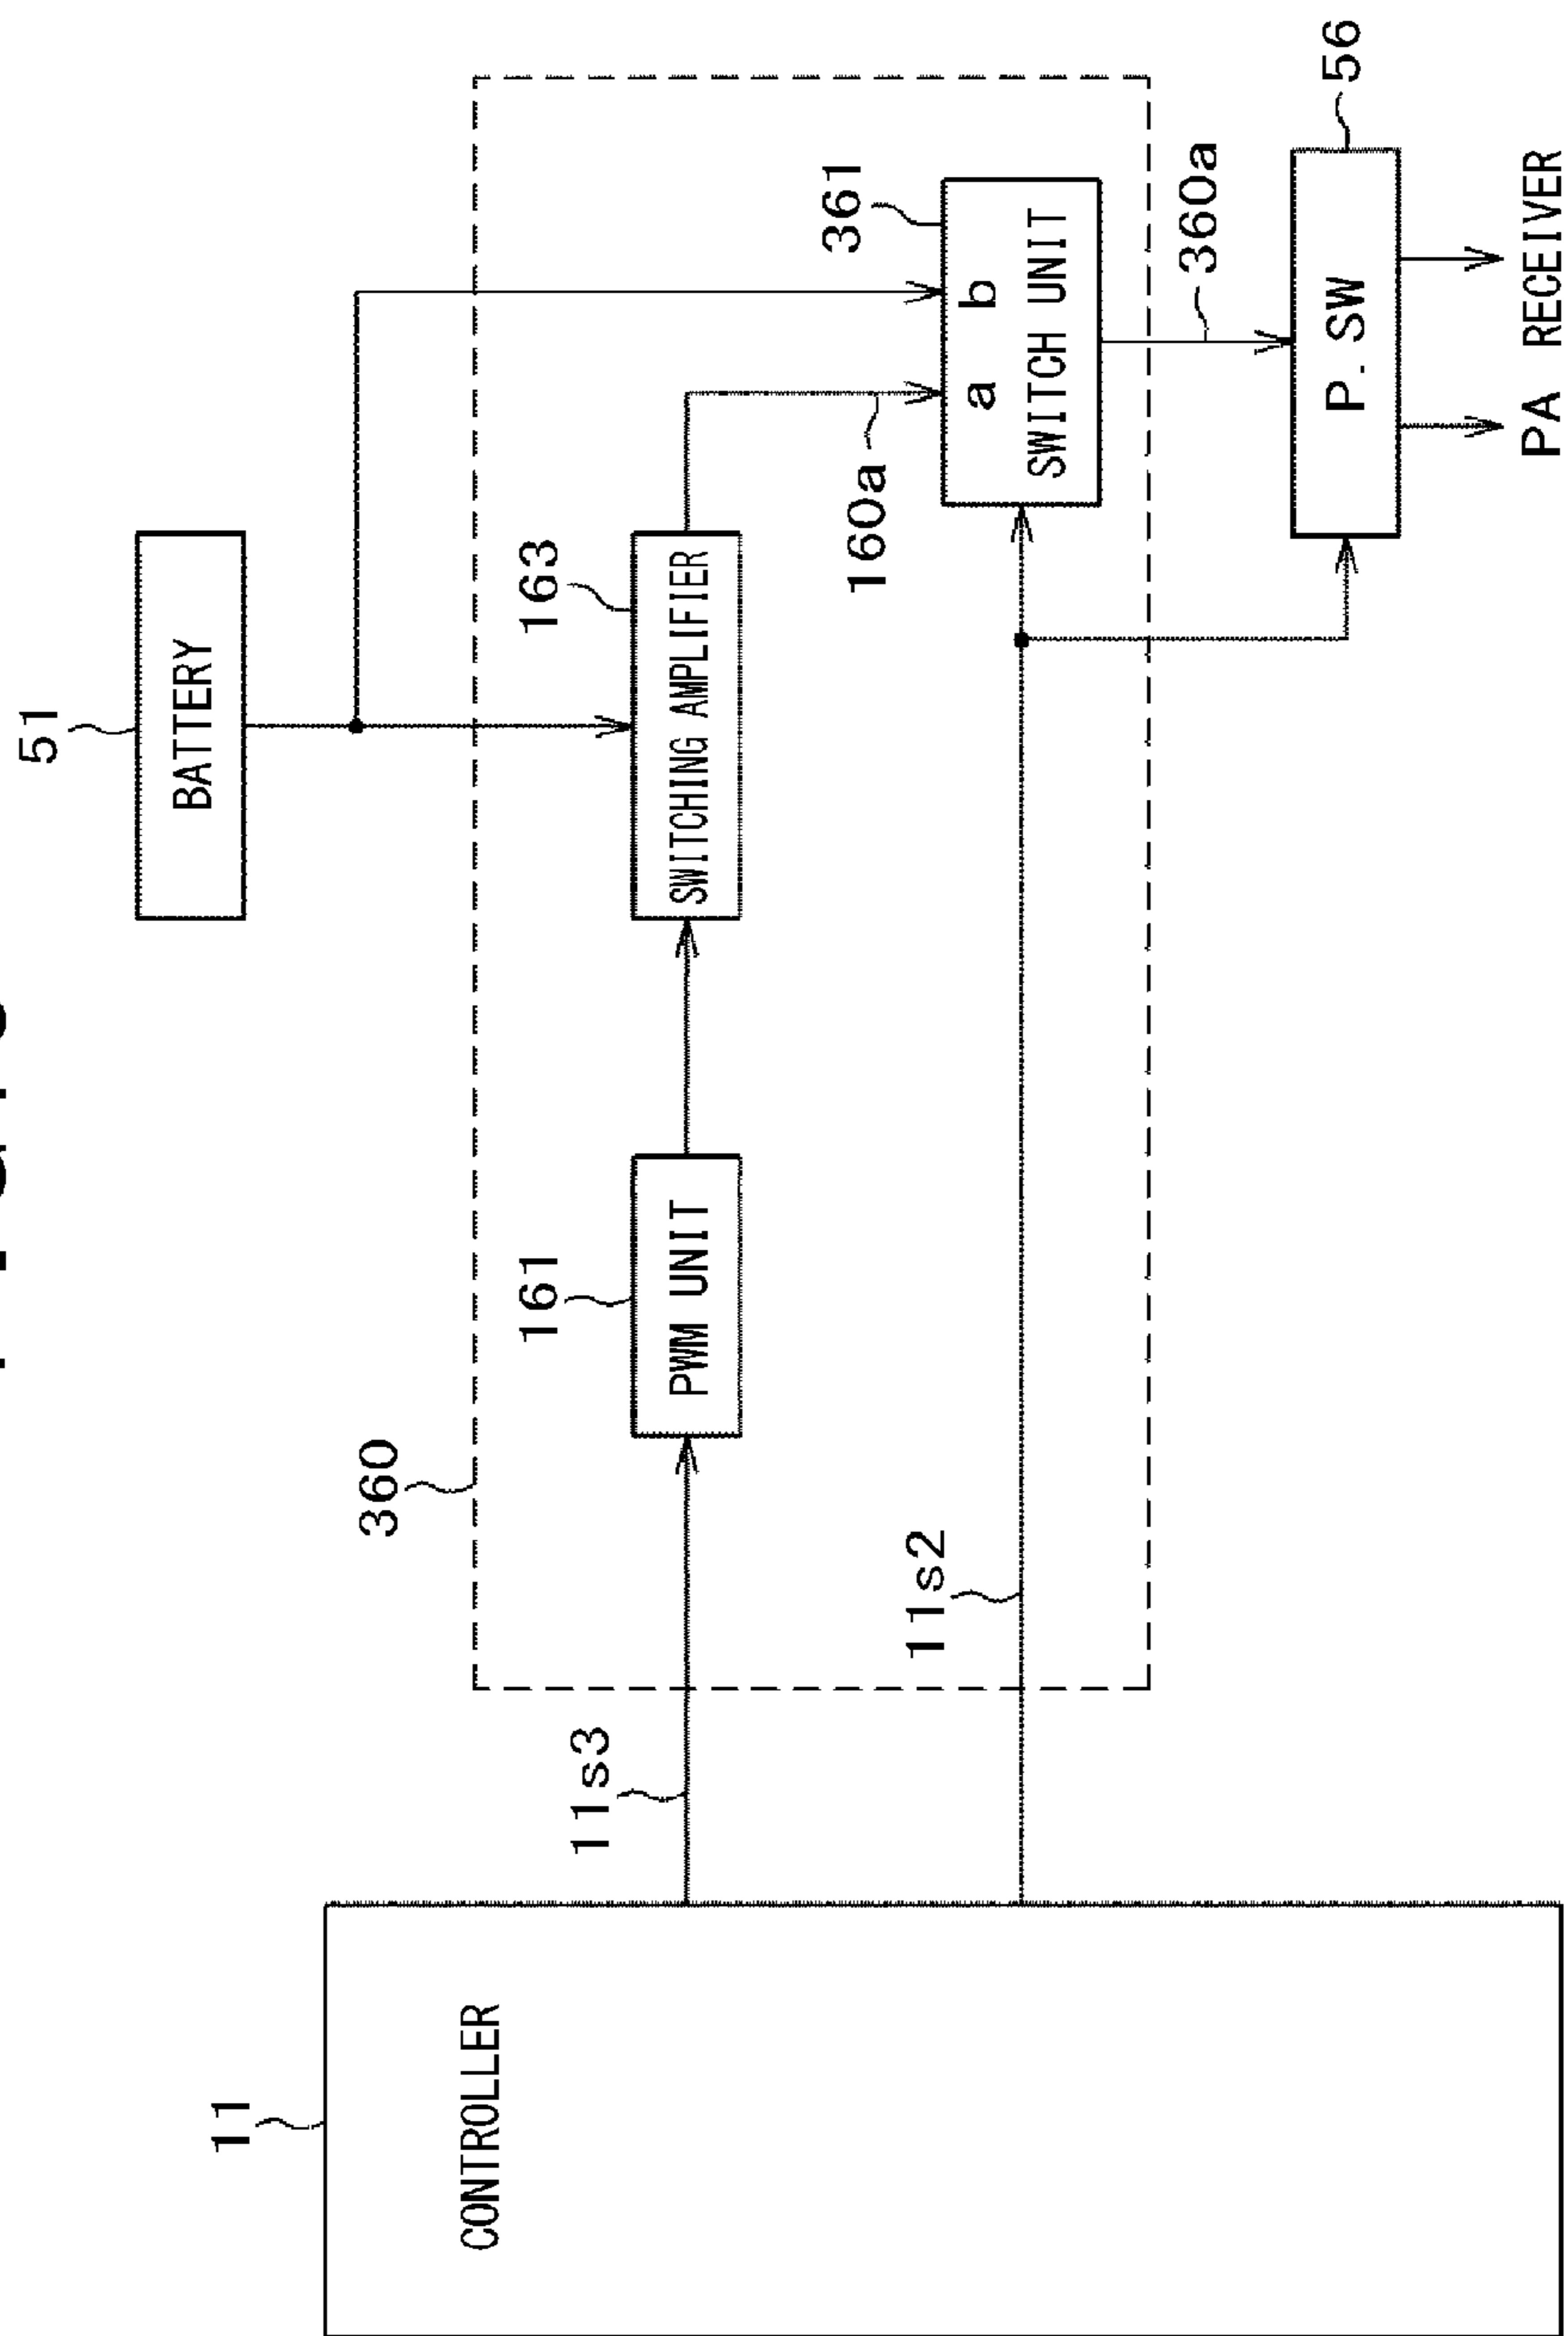 51
BATTERY
360
161
PWM UNIT
163
SWITCHING AMPLIFIER
11
CONTROLLER
11s3
11s2
160a
361
a b
SWITCH UNIT
360a
56
P. SW
PA RECEIVER